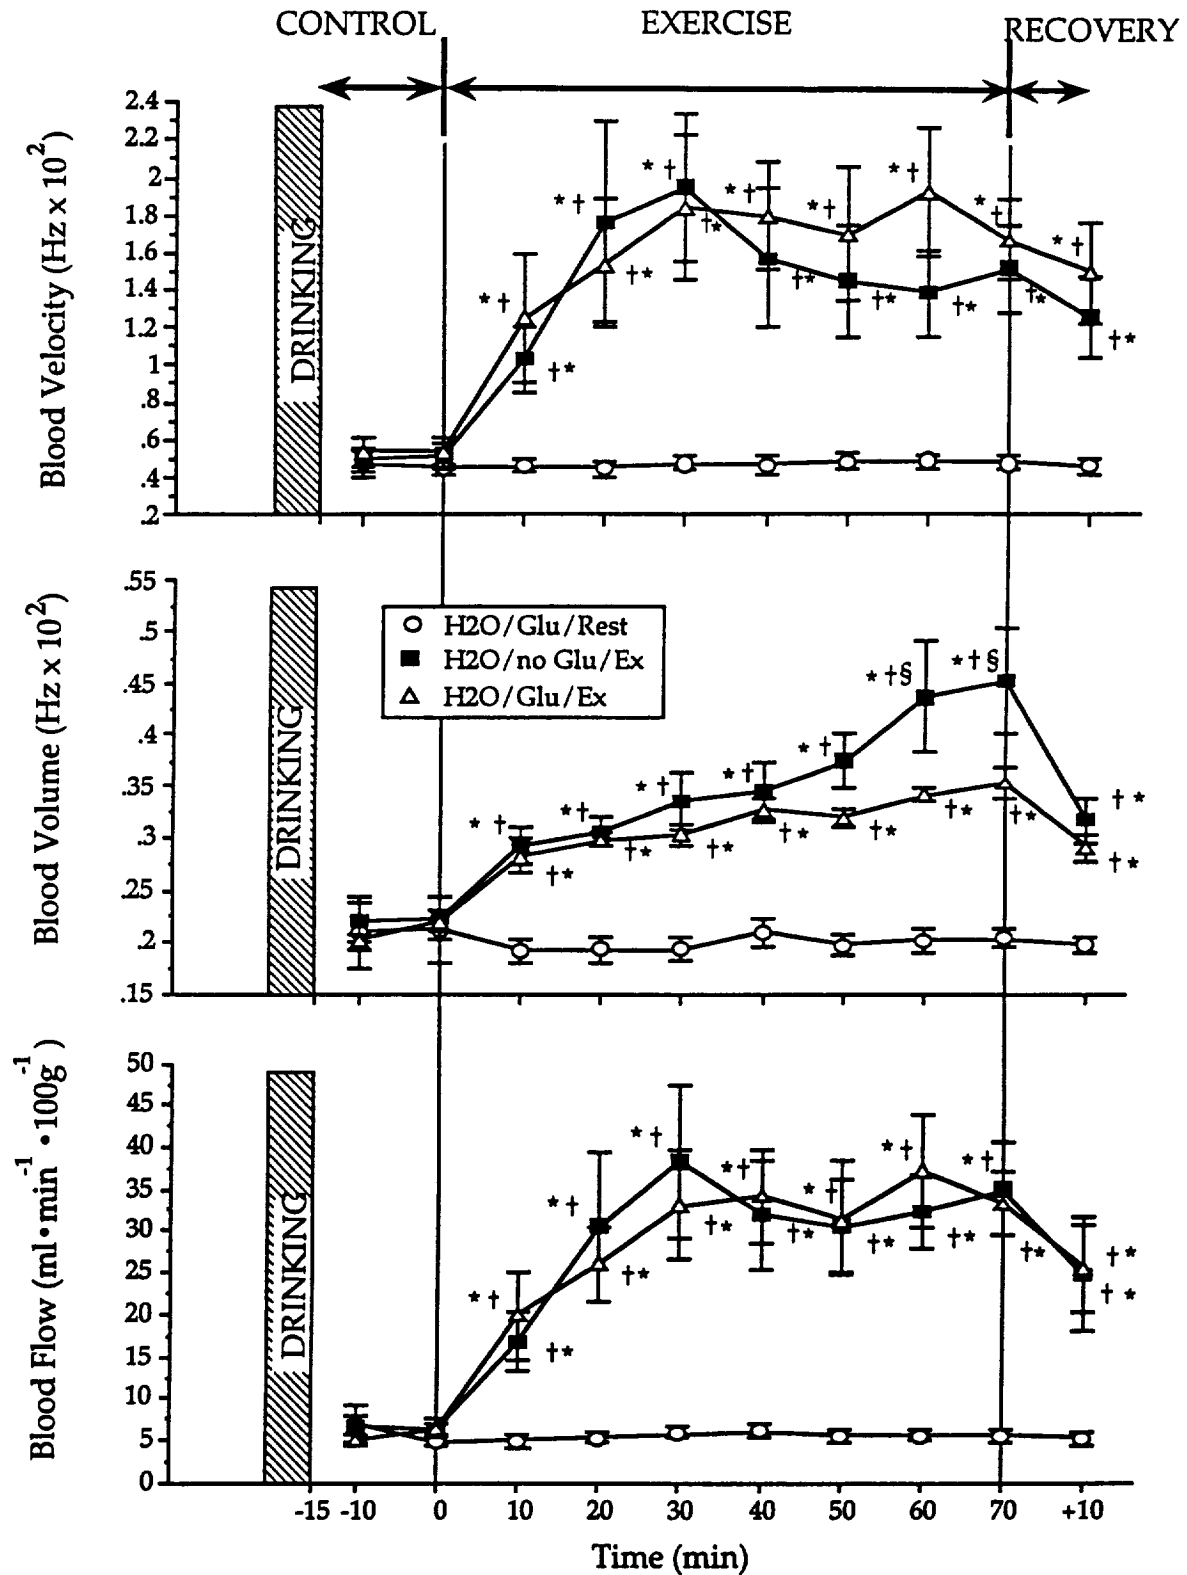 CONTROL EXERCISE RECOVERY
Blood Velocity (Hz x 10²)
2.4
2.2
2
1.8
1.6
1.4
1.2
1
.8
.6
.4
.2
DRINKING
* † * † * † * † * † * † * † * †
†* †* †* †* †* †* †* †*
Blood Volume (Hz x 10²)
.55
.5
.45
.4
.35
.3
.25
.2
.15
DRINKING
H2O/Glu/Rest
H2O/no Glu/Ex
H2O/Glu/Ex
* † * † * † * † * † * † § * † § † *
†* †* †* †* †* †* †* †*
Blood Flow (ml•min⁻¹•100g⁻¹)
50
45
40
35
30
25
20
15
10
5
0
DRINKING
* † * † * † * † * † * † * † † *
†* †* †* †* †* †* †* † *
-15 -10 0 10 20 30 40 50 60 70 +10
Time (min)